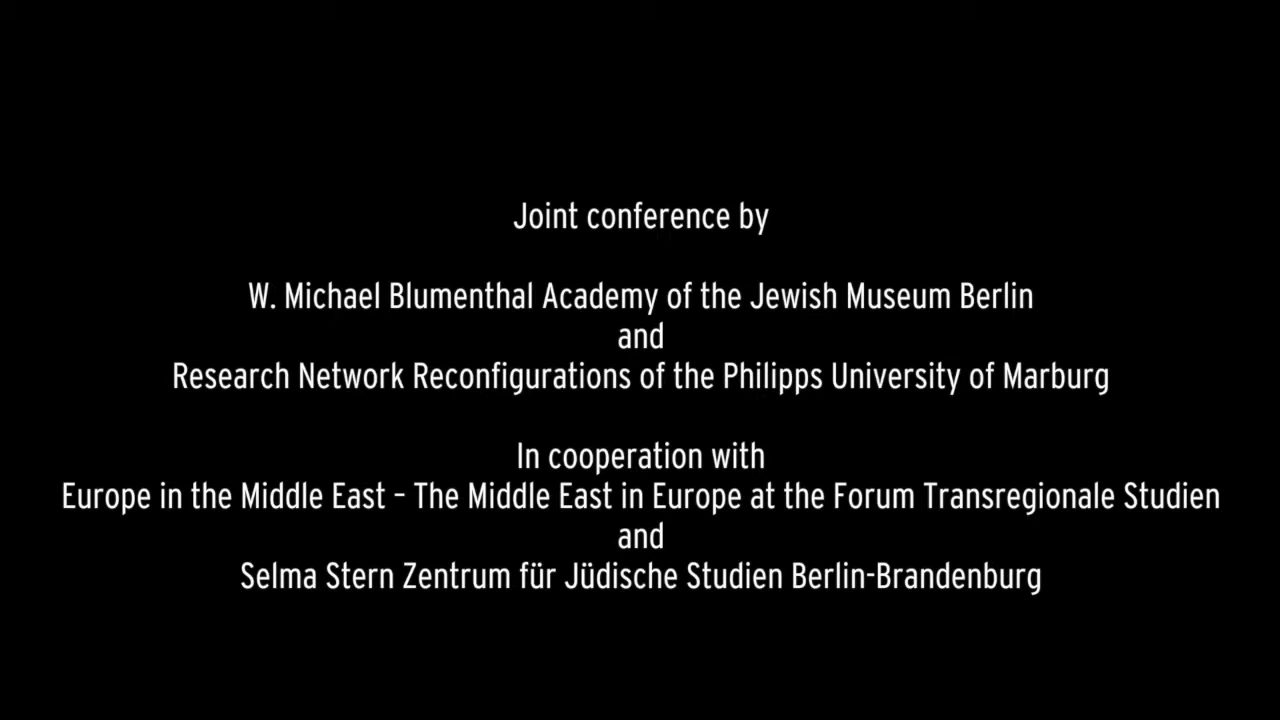 Joint conference by
W. Michael Blumenthal Academy of the Jewish Museum Berlin
and
Research Network Reconfigurations of the Philipps University of Marburg
In cooperation with
Europe in the Middle East – The Middle East in Europe at the Forum Transregionale Studien
and
Selma Stern Zentrum für Jüdische Studien Berlin-Brandenburg